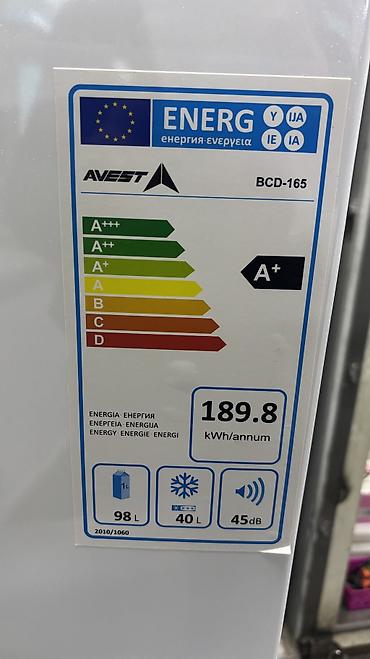 ENERG Y IJA
енергия·ενεργεια IE IA
AVEST BCD-165
A+++
A++
A+
A
B
C
D
A+
ENERGIA ЕНЕРГИЯ
ΕΝΕΡΓΕΙΑ ENERGIJA
ENERGY ENERGIE ENERGI
189.8
kWh/annum
1L
98 L
40 L
45dB
2010/1060